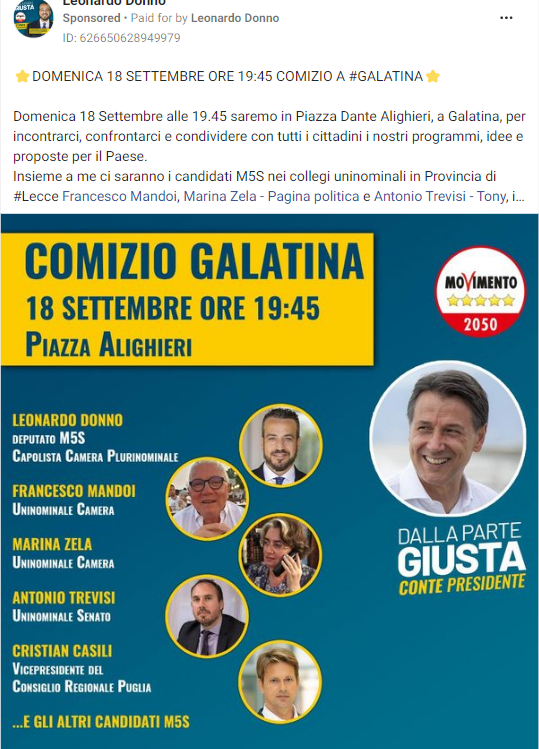 Leonardo Donno
Sponsored • Paid for by Leonardo Donno
ID: 626650628949979
⭐DOMENICA 18 SETTEMBRE ORE 19:45 COMIZIO A #GALATINA⭐
Domenica 18 Settembre alle 19.45 saremo in Piazza Dante Alighieri, a Galatina, per
incontrarci, confrontarci e condividere con tutti i cittadini i nostri programmi, idee e
proposte per il Paese.
Insieme a me ci saranno i candidati M5S nei collegi uninominali in Provincia di
#Lecce Francesco Mandoi, Marina Zela - Pagina politica e Antonio Trevisi - Tony, i...
COMIZIO GALATINA
18 SETTEMBRE ORE 19:45
PIAZZA ALIGHIERI
MOVIMENTO
2050
LEONARDO DONNO
DEPUTATO M5S
CAPOLISTA CAMERA PLURINOMINALE
FRANCESCO MANDOI
UNINOMINALE CAMERA
MARINA ZELA
UNINOMINALE CAMERA
ANTONIO TREVISI
UNINOMINALE SENATO
CRISTIAN CASILI
VICEPRESIDENTE DEL
CONSIGLIO REGIONALE PUGLIA
...E GLI ALTRI CANDIDATI M5S
DALLA PARTE
GIUSTA
CONTE PRESIDENTE